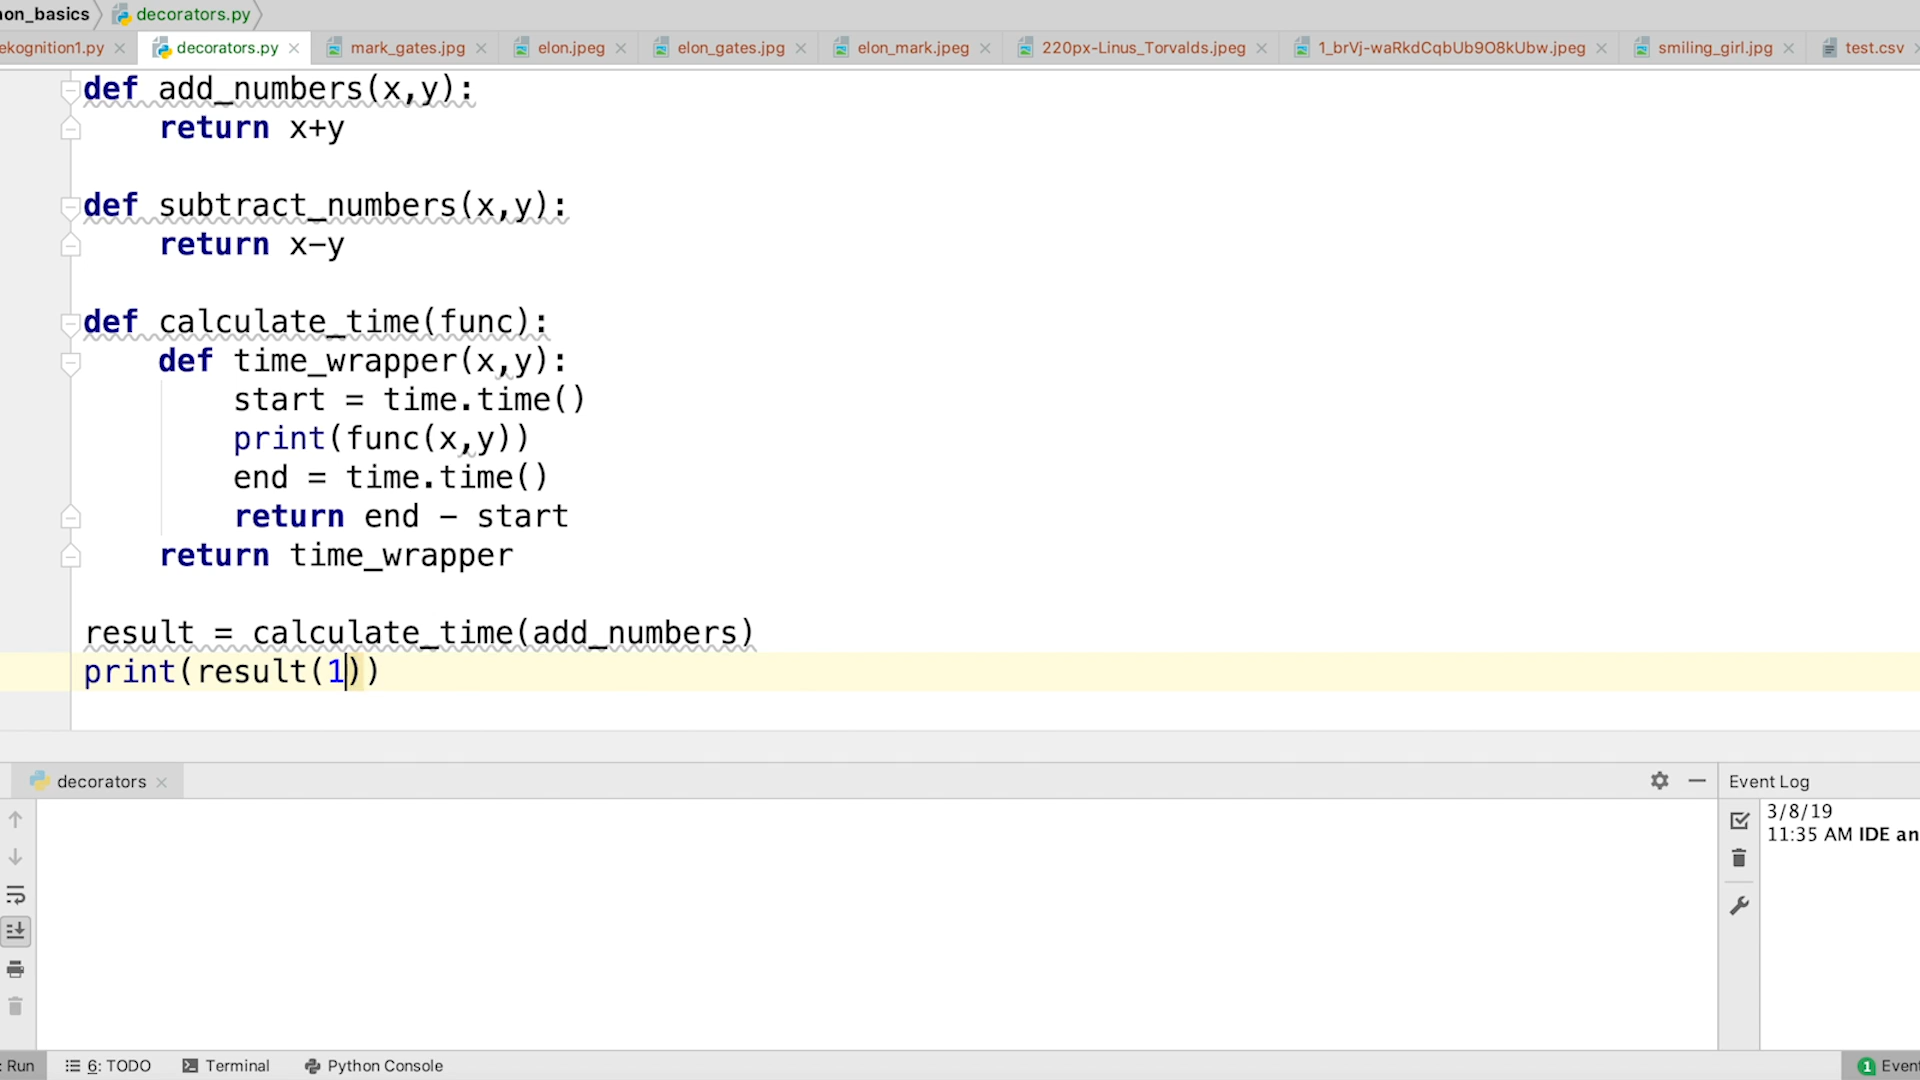 non_basics decorators.py
ekognition1.py decorators.py mark_gates.jpg elon.jpeg elon_gates.jpg elon_mark.jpeg 220px-Linus_Torvalds.jpeg 1_brVj-waRkdCqbUb9O8kUbw.jpeg smiling_girl.jpg test.csv
def add_numbers(x,y):
    return x+y
def subtract_numbers(x,y):
    return x-y
def calculate_time(func):
    def time_wrapper(x,y):
        start = time.time()
        print(func(x,y))
        end = time.time()
        return end - start
    return time_wrapper
result = calculate_time(add_numbers)
print(result(1))
decorators Event Log
3/8/19
11:35 AM IDE an
: Run 6: TODO Terminal Python Console 1 Event